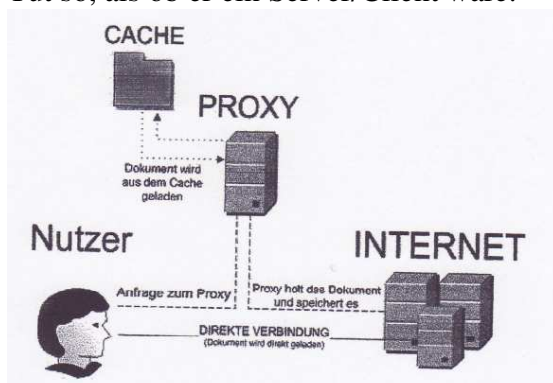 Tut so, als ob er ein Server/Client wäre.
CACHE
PROXY
Dokument wird
aus dem Cache
geladen
Nutzer
INTERNET
Anfrage zum Proxy
Proxy holt das Dokument
und speichert es
DIREKTE VERBINDUNG
(Dokument wird direkt geladen)